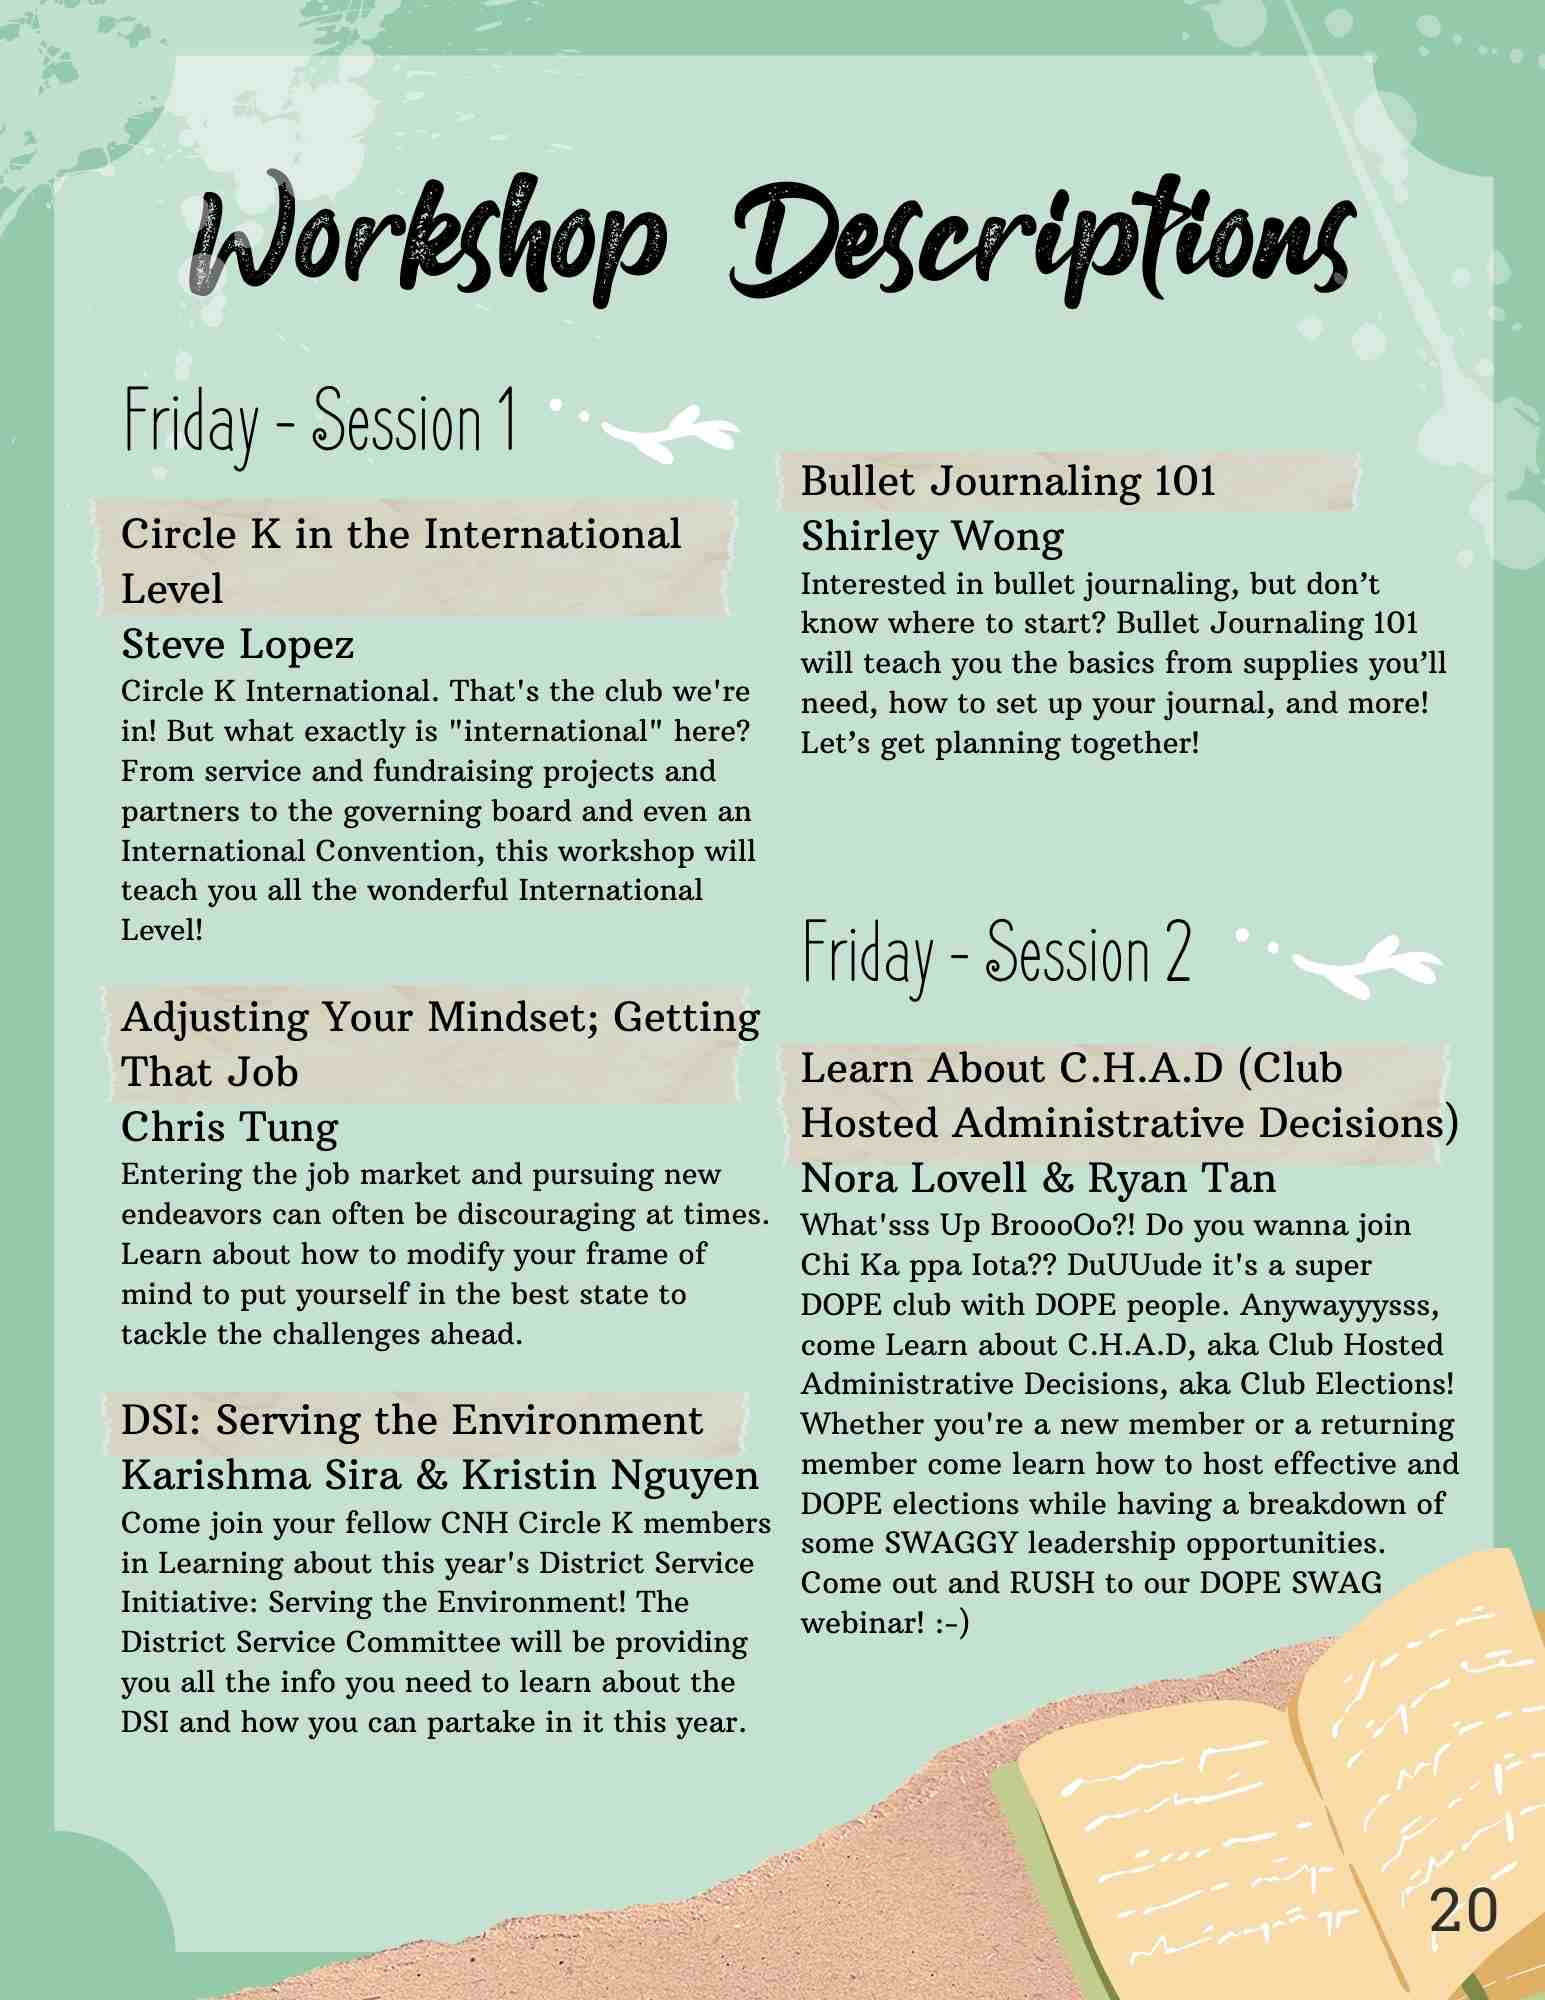 Workshop Descriptions
Friday - Session 1
Circle K in the International
Level
Steve Lopez
Circle K International. That's the club we're
in! But what exactly is "international" here?
From service and fundraising projects and
partners to the governing board and even an
International Convention, this workshop will
teach you all the wonderful International
Level!
Adjusting Your Mindset; Getting
That Job
Chris Tung
Entering the job market and pursuing new
endeavors can often be discouraging at times.
Learn about how to modify your frame of
mind to put yourself in the best state to
tackle the challenges ahead.
DSI: Serving the Environment
Karishma Sira & Kristin Nguyen
Come join your fellow CNH Circle K members
in Learning about this year's District Service
Initiative: Serving the Environment! The
District Service Committee will be providing
you all the info you need to learn about the
DSI and how you can partake in it this year.
Bullet Journaling 101
Shirley Wong
Interested in bullet journaling, but don’t
know where to start? Bullet Journaling 101
will teach you the basics from supplies you’ll
need, how to set up your journal, and more!
Let’s get planning together!
Friday - Session 2
Learn About C.H.A.D (Club
Hosted Administrative Decisions)
Nora Lovell & Ryan Tan
What'sss Up BroooOo?! Do you wanna join
Chi Ka ppa Iota?? DuUUude it's a super
DOPE club with DOPE people. Anywayyysss,
come Learn about C.H.A.D, aka Club Hosted
Administrative Decisions, aka Club Elections!
Whether you're a new member or a returning
member come learn how to host effective and
DOPE elections while having a breakdown of
some SWAGGY leadership opportunities.
Come out and RUSH to our DOPE SWAG
webinar! :-)
20